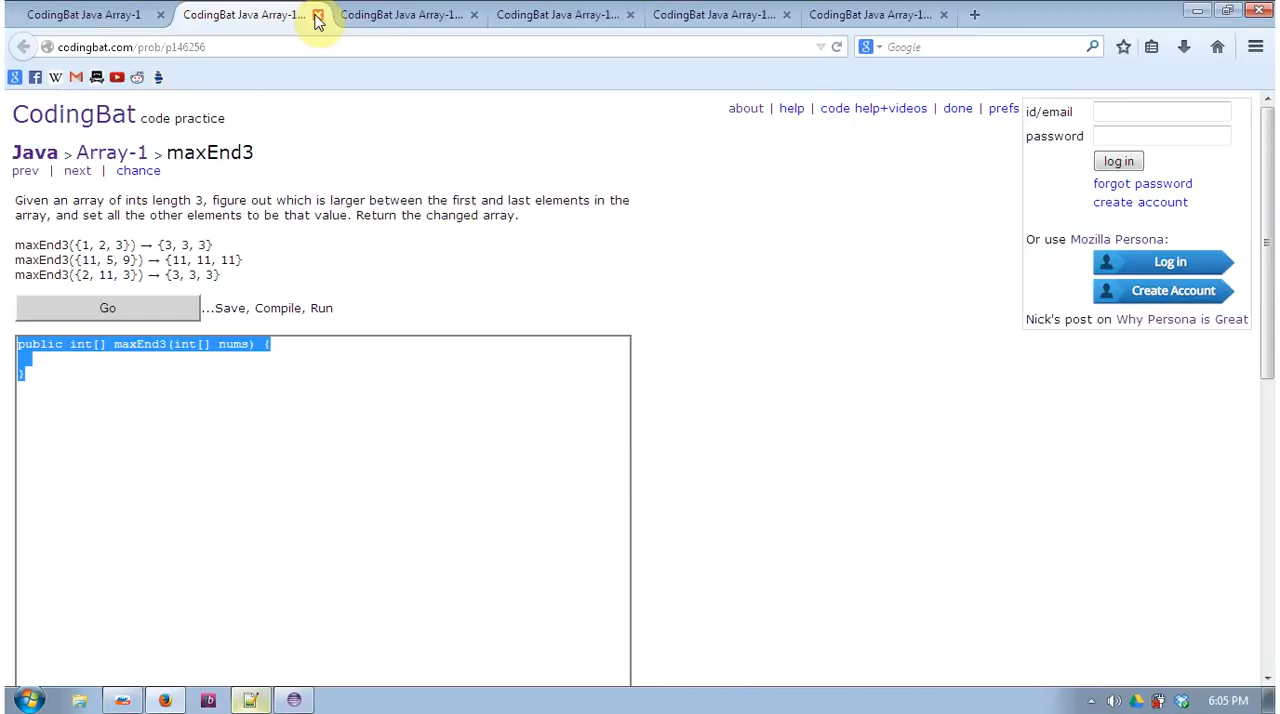 CodingBat Java Array-1
CodingBat Java Array-1...
CodingBat Java Array-1...
CodingBat Java Array-1...
CodingBat Java Array-1...
CodingBat Java Array-1...
codingbat.com/prob/p146256
Google
CodingBat code practice
about | help | code help+videos | done | prefs
id/email
password
log in
forgot password
create account
Or use Mozilla Persona:
Log in
Create Account
Nick's post on Why Persona is Great
Java > Array-1 > maxEnd3
prev | next | chance
Given an array of ints length 3, figure out which is larger between the first and last elements in the
array, and set all the other elements to be that value. Return the changed array.
maxEnd3({1, 2, 3}) → {3, 3, 3}
maxEnd3({11, 5, 9}) → {11, 11, 11}
maxEnd3({2, 11, 3}) → {3, 3, 3}
Go ...Save, Compile, Run
public int[] maxEnd3(int[] nums) {
}
6:05 PM